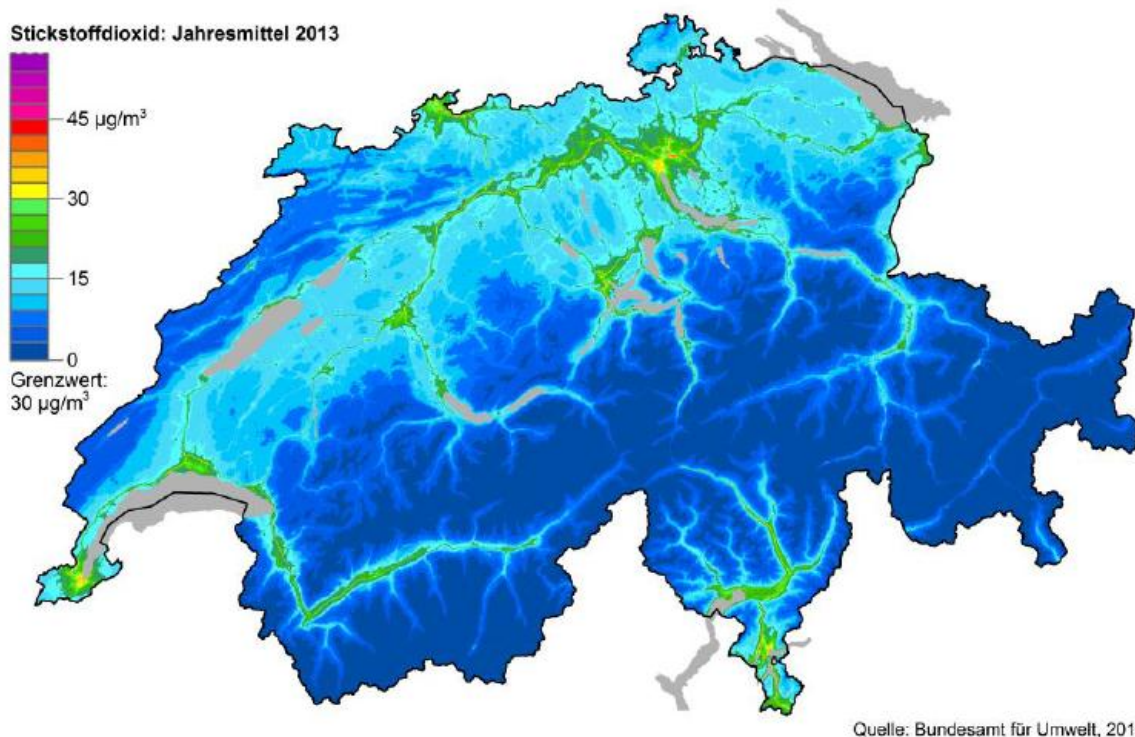 Stickstoffdioxid: Jahresmittel 2013
45 µg/m³
30
15
0
Grenzwert:
30 µg/m³
Quelle: Bundesamt für Umwelt, 201